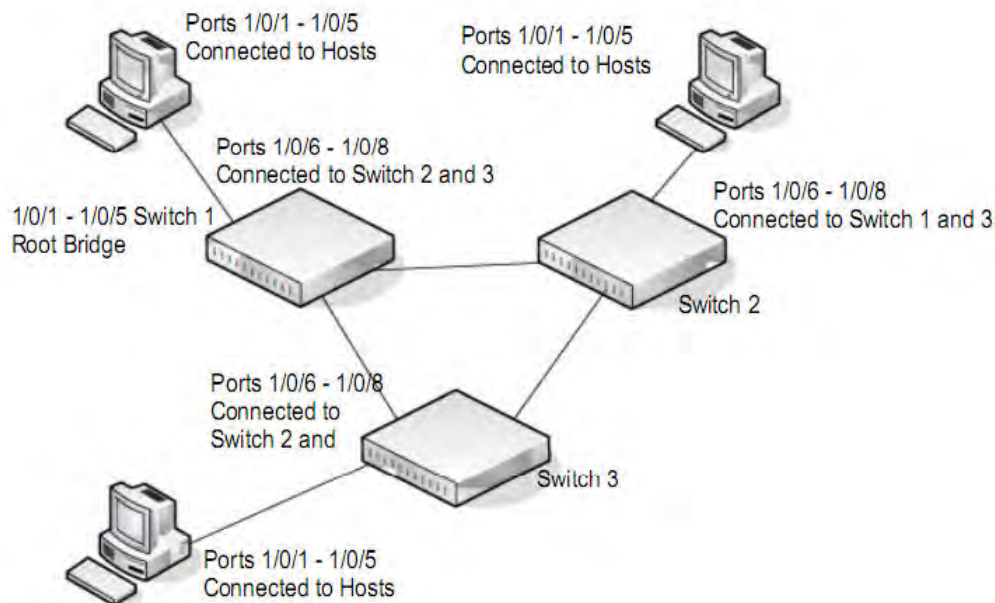 Ports 1/0/1 - 1/0/5
Connected to Hosts
Ports 1/0/1 - 1/0/5
Connected to Hosts
Ports 1/0/6 - 1/0/8
Connected to Switch 2 and 3
Ports 1/0/6 - 1/0/8
Connected to Switch 1 and 3
1/0/1 - 1/0/5 Switch 1
Root Bridge
Switch 2
Ports 1/0/6 - 1/0/8
Connected to
Switch 2 and
Switch 3
Ports 1/0/1 - 1/0/5
Connected to Hosts